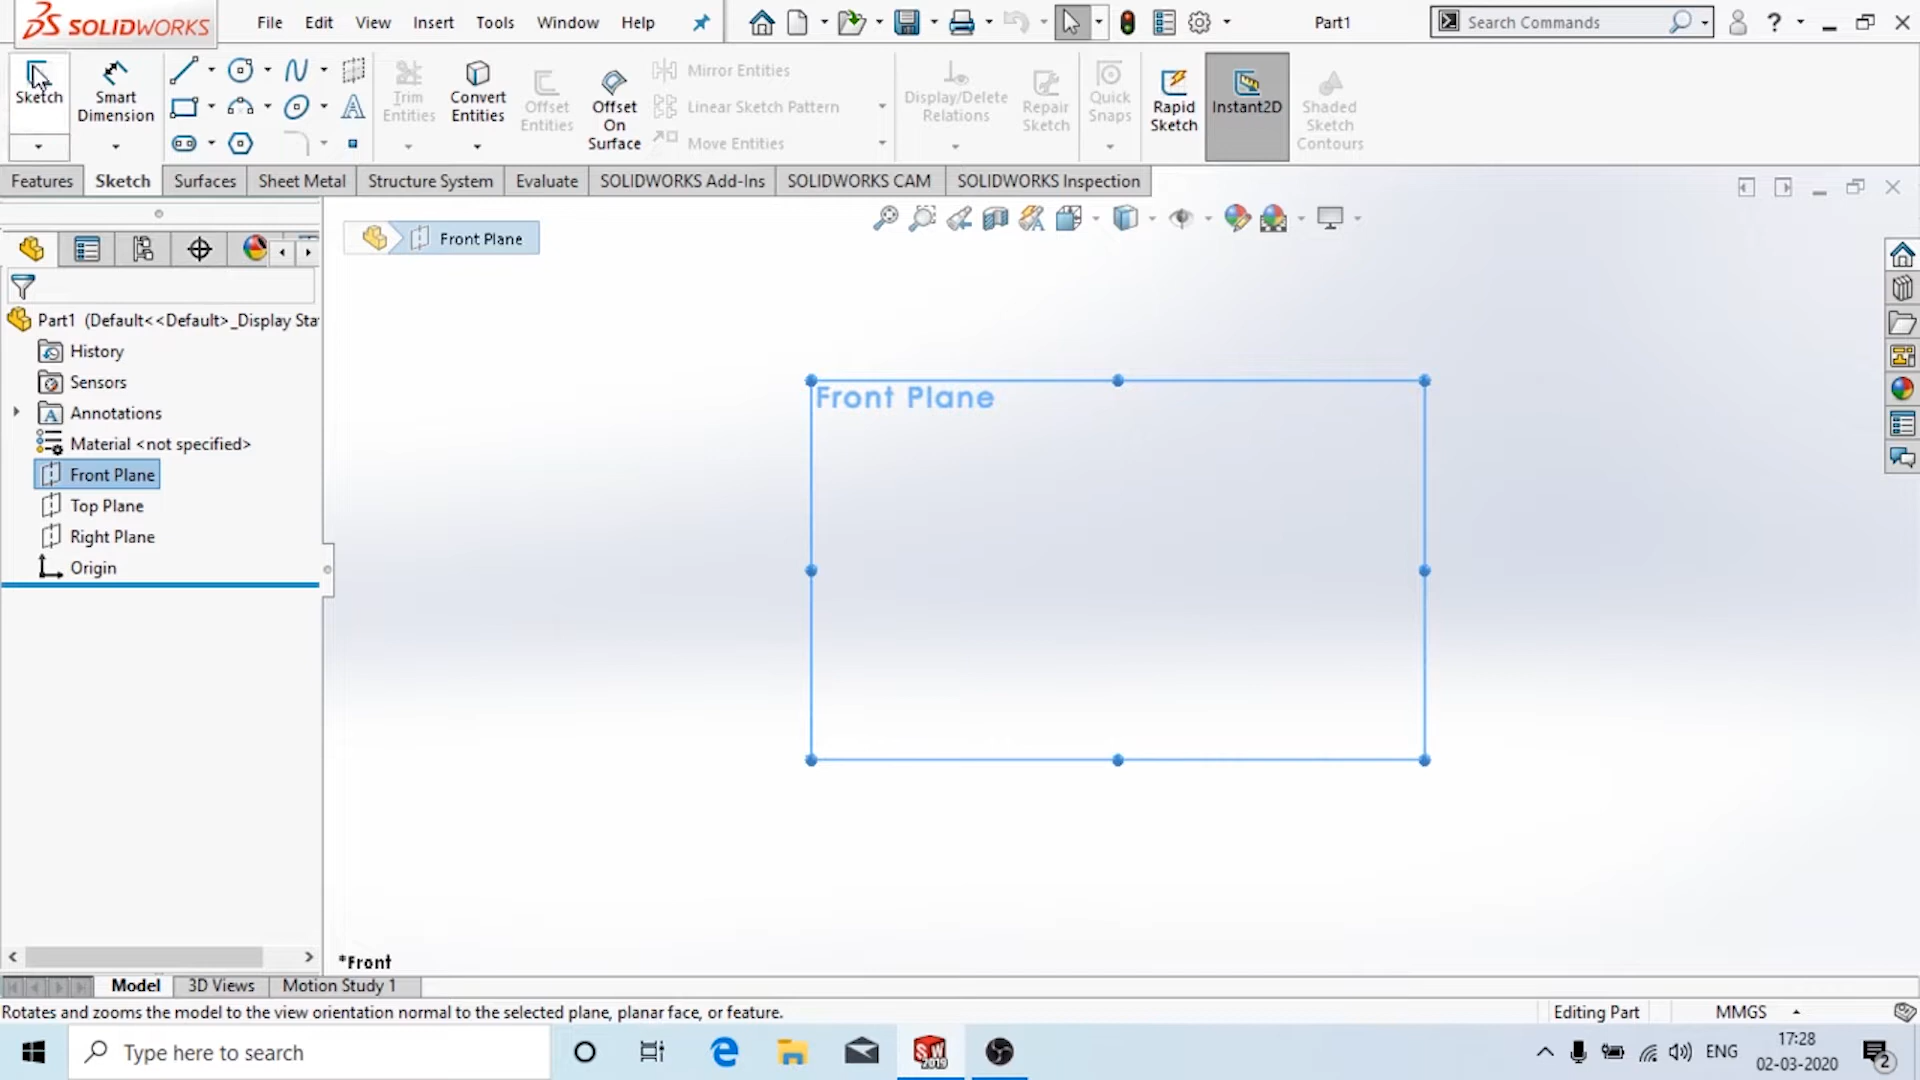 SOLIDWORKS File Edit View Insert Tools Window Help Part1 Search Commands ?
Sketch Smart Dimension Trim Entities Convert Entities Offset Entities Offset On Surface Mirror Entities Linear Sketch Pattern Move Entities Display/Delete Relations Repair Sketch Quick Snaps Rapid Sketch Instant2D Shaded Sketch Contours
Features Sketch Surfaces Sheet Metal Structure System Evaluate SOLIDWORKS Add-Ins SOLIDWORKS CAM SOLIDWORKS Inspection
Front Plane
Part1 (Default<<Default>_Display Sta
History
Sensors
Annotations
Material <not specified>
Front Plane
Top Plane
Right Plane
Origin
Front Plane
*Front
Model 3D Views Motion Study 1
Rotates and zooms the model to the view orientation normal to the selected plane, planar face, or feature. Editing Part MMGS
Type here to search SW 2019 ENG 17:28
02-03-2020 2